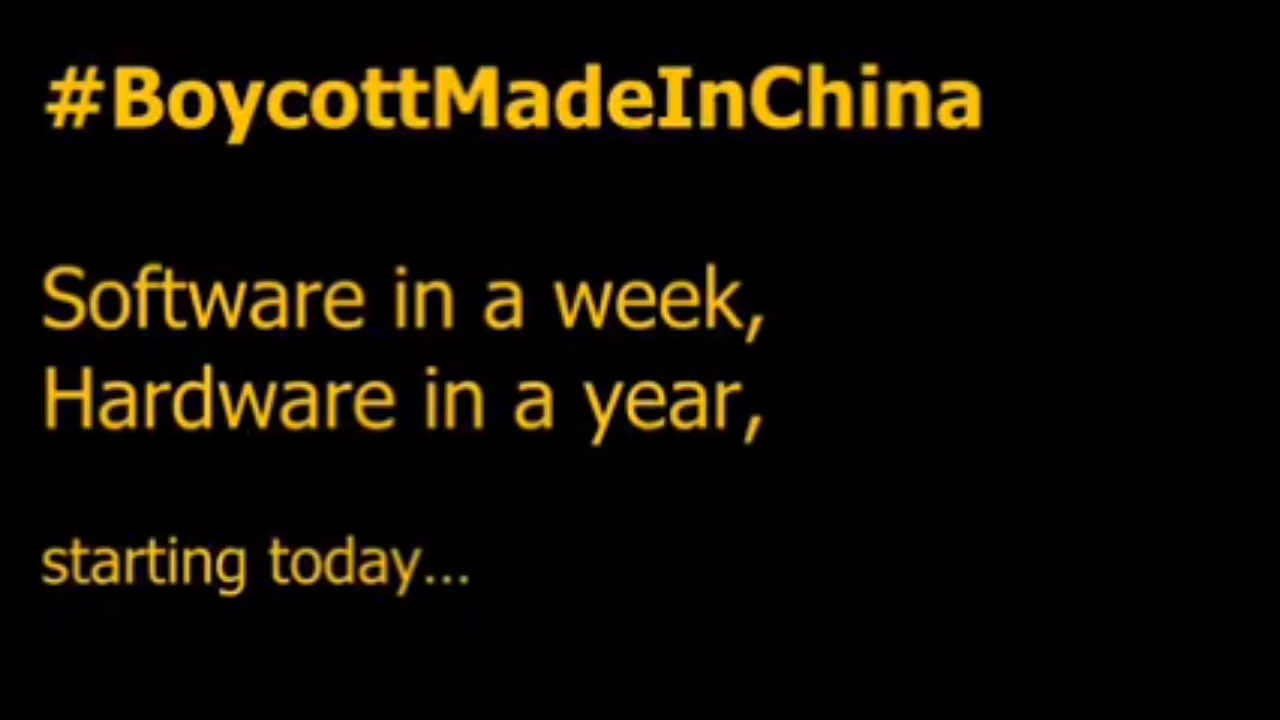 #BoycottMadeInChina
Software in a week,
Hardware in a year,
starting today...